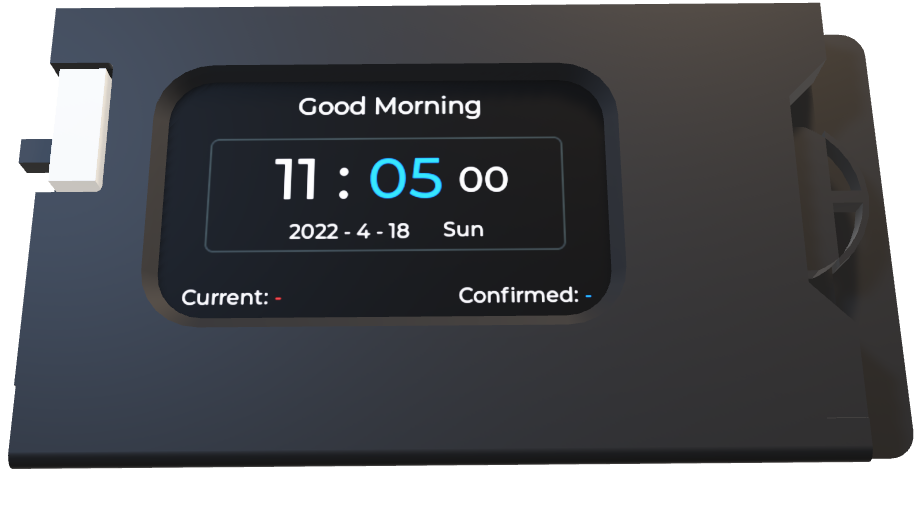 Good Morning
11 : 05 00
2022 - 4 - 18 Sun
Current: -
Confirmed: -